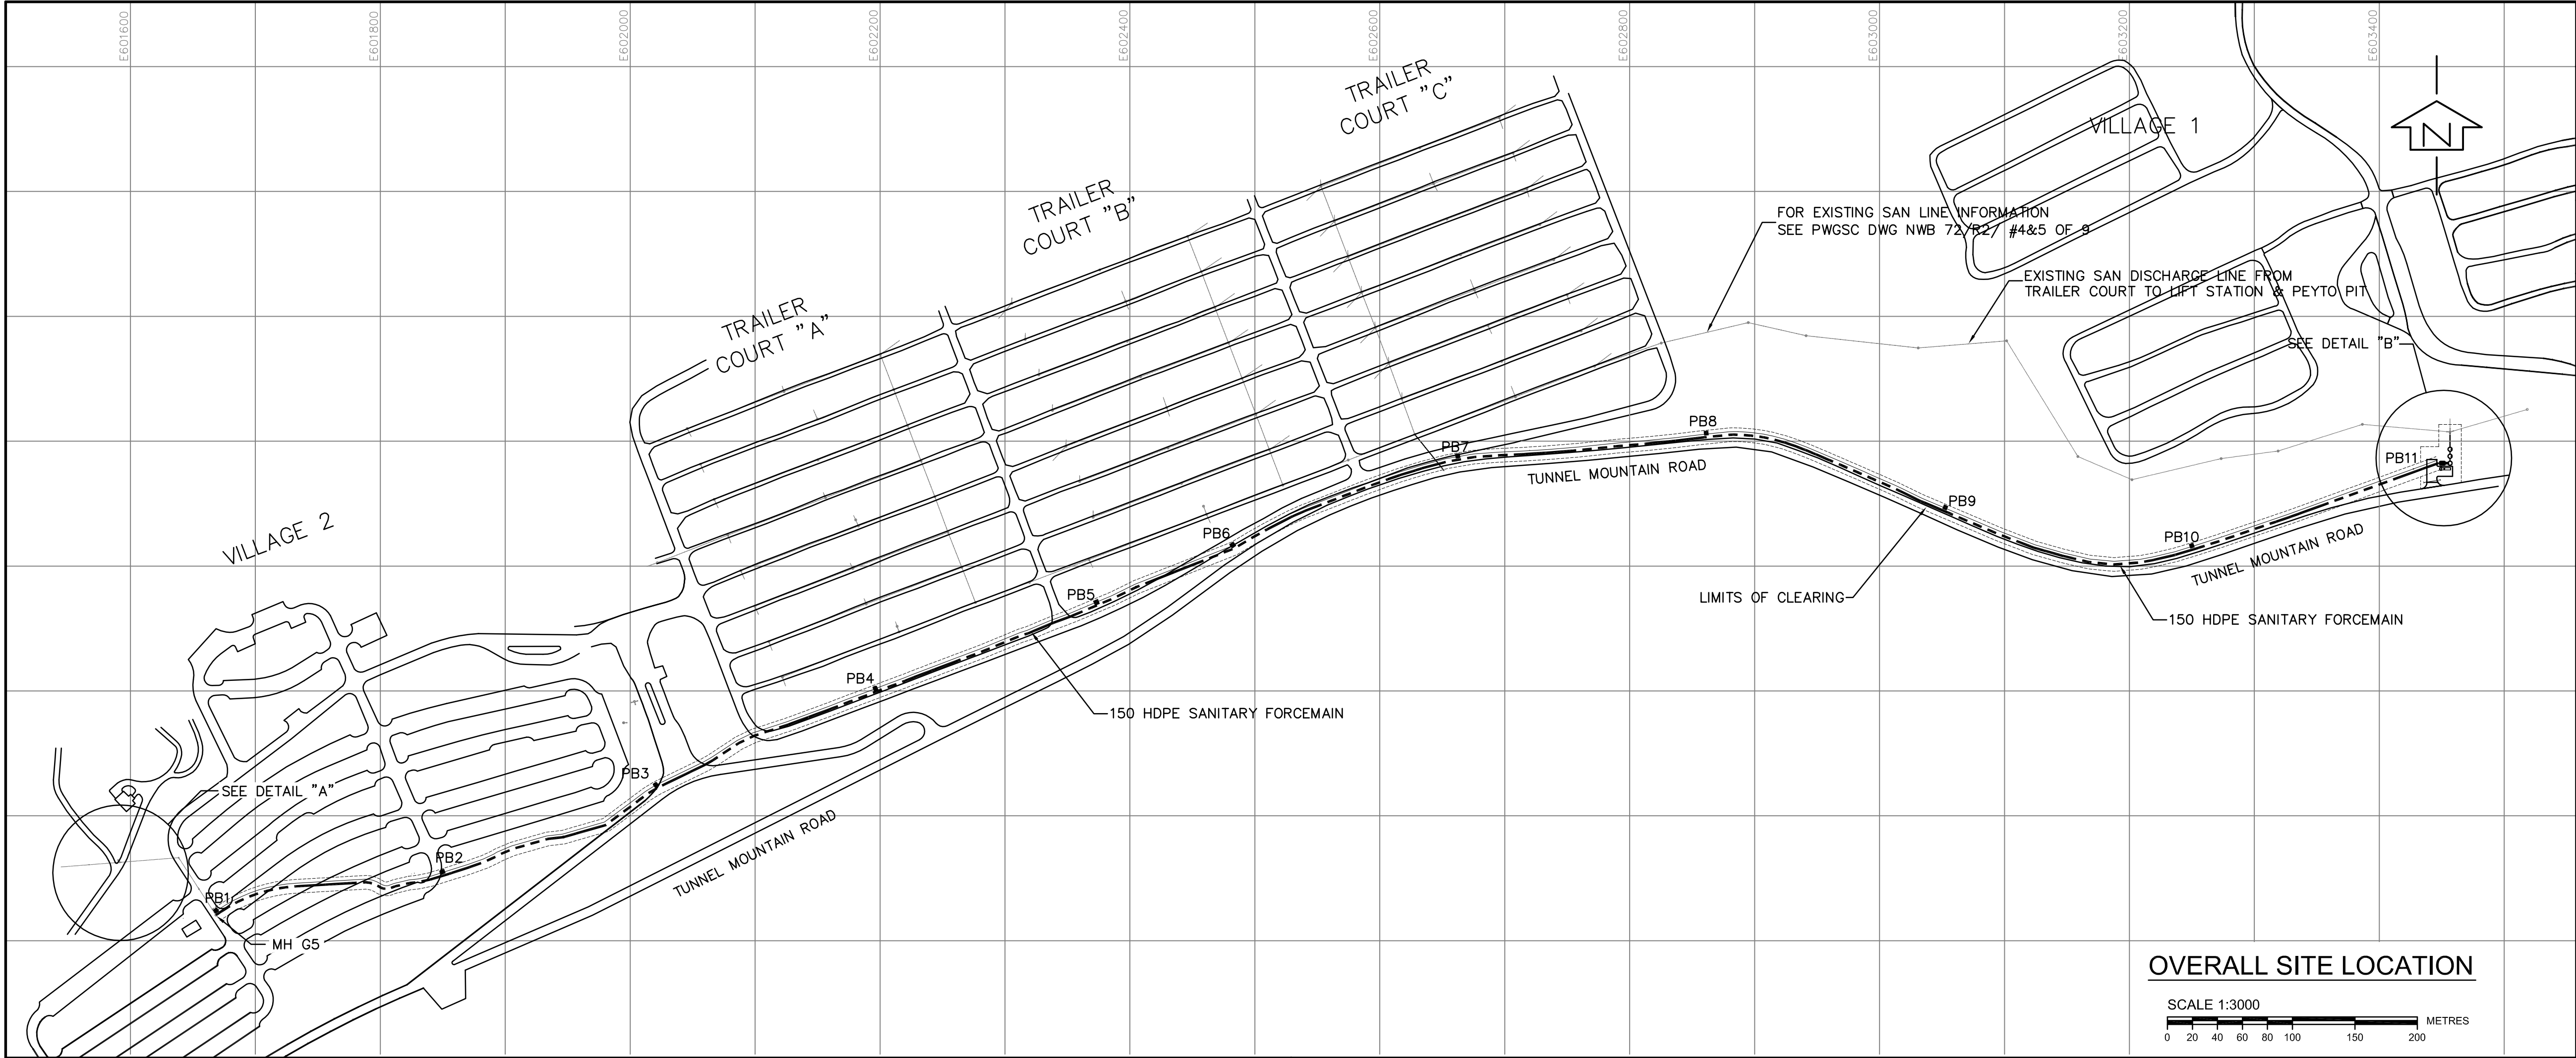 E601600
E601800
E602000
E602200
E602400
E602600
E602800
E603000
E603200
E603400
TRAILER
COURT "C"
VILLAGE 1
N
TRAILER
COURT "B"
FOR EXISTING SAN LINE INFORMATION
SEE PWGSC DWG NWB 72/R2/ #4&5 OF 9
EXISTING SAN DISCHARGE LINE FROM
TRAILER COURT TO LIFT STATION & PEYTO PIT
TRAILER
COURT "A"
SEE DETAIL "B"
PB8
PB7
TUNNEL MOUNTAIN ROAD
PB11
PB9
VILLAGE 2
PB6
PB10
TUNNEL MOUNTAIN ROAD
PB5
LIMITS OF CLEARING
150 HDPE SANITARY FORCEMAIN
PB4
150 HDPE SANITARY FORCEMAIN
PB3
SEE DETAIL "A"
TUNNEL MOUNTAIN ROAD
PB2
PB1
MH G5
OVERALL SITE LOCATION
SCALE 1:3000
METRES
0 20 40 60 80 100 150 200